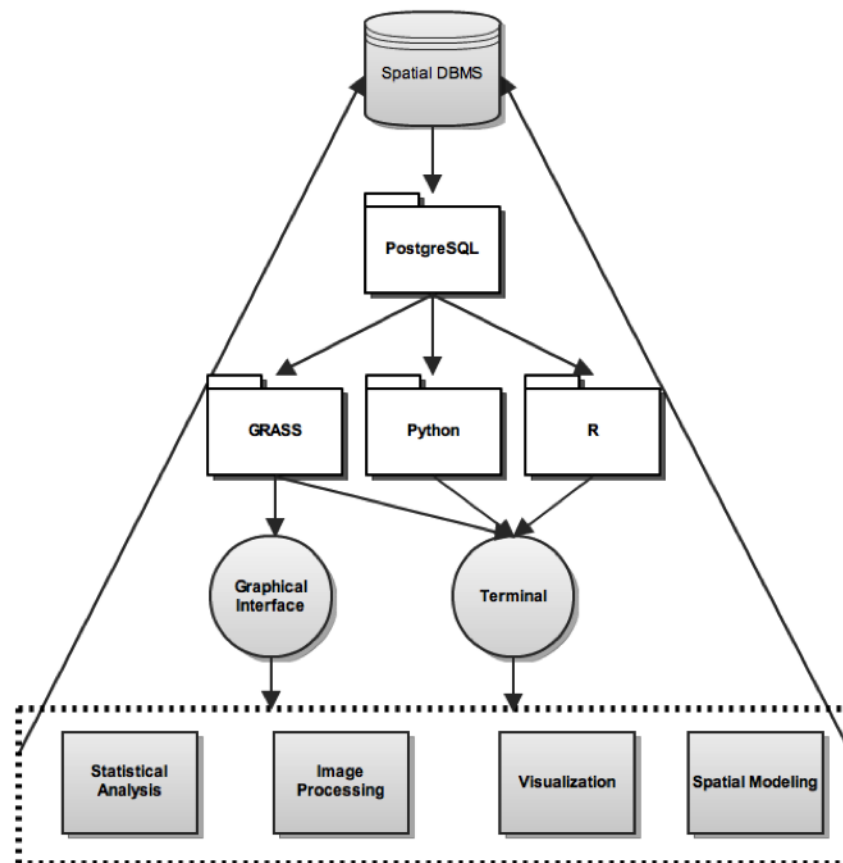 Spatial DBMS
PostgreSQL
GRASS
Python
R
Graphical
Interface
Terminal
Statistical
Analysis
Image
Processing
Visualization
Spatial Modeling